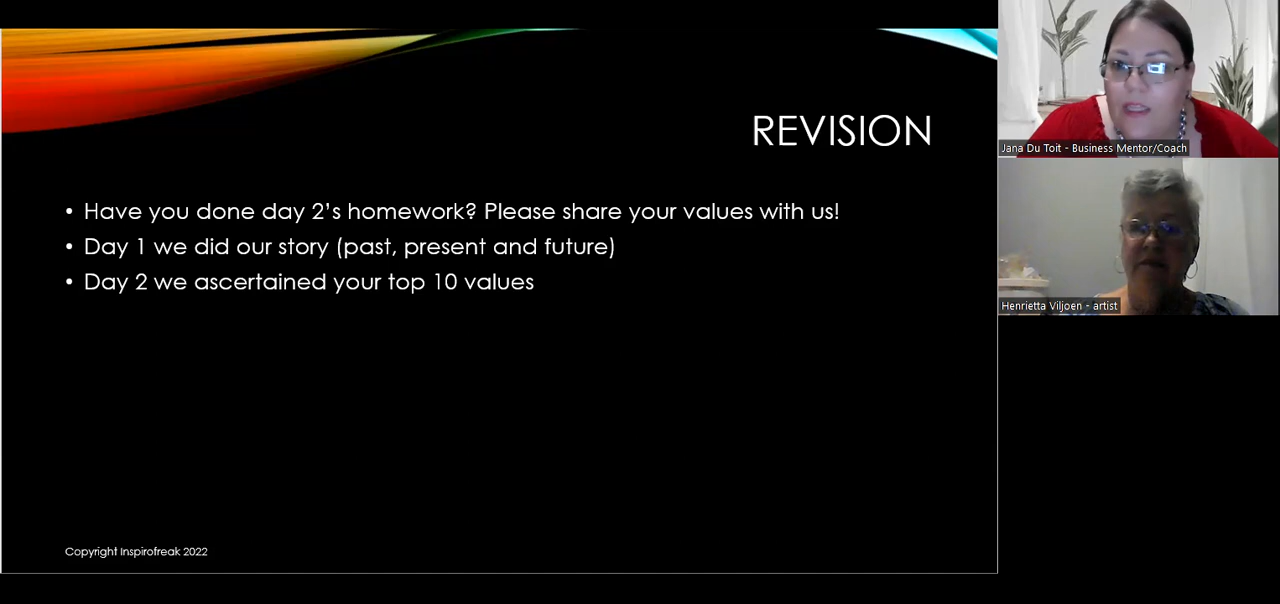 REVISION
• Have you done day 2's homework? Please share your values with us!
• Day 1 we did our story (past, present and future)
• Day 2 we ascertained your top 10 values
Copyright Inspirofreak 2022
Jana Du Toit - Business Mentor/Coach
Henrietta Viljoen - artist